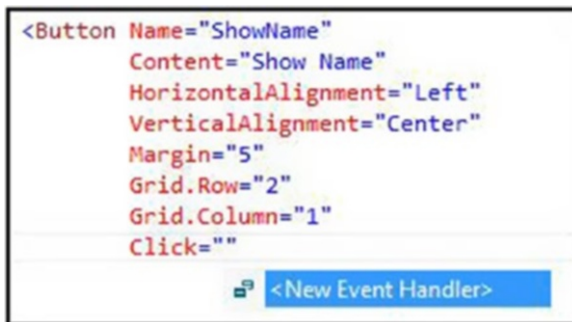 <Button Name="ShowName"
Content="Show Name"
HorizontalAlignment="Left"
VerticalAlignment="Center"
Margin="5"
Grid.Row="2"
Grid.Column="1"
Click=""
<New Event Handler>